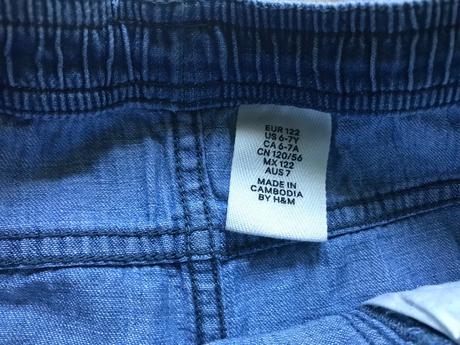 EUR 122
US 6-7Y
CA 6-7A
CN 120/56
MX 122
AUS 7
MADE IN
CAMBODIA
BY H&M